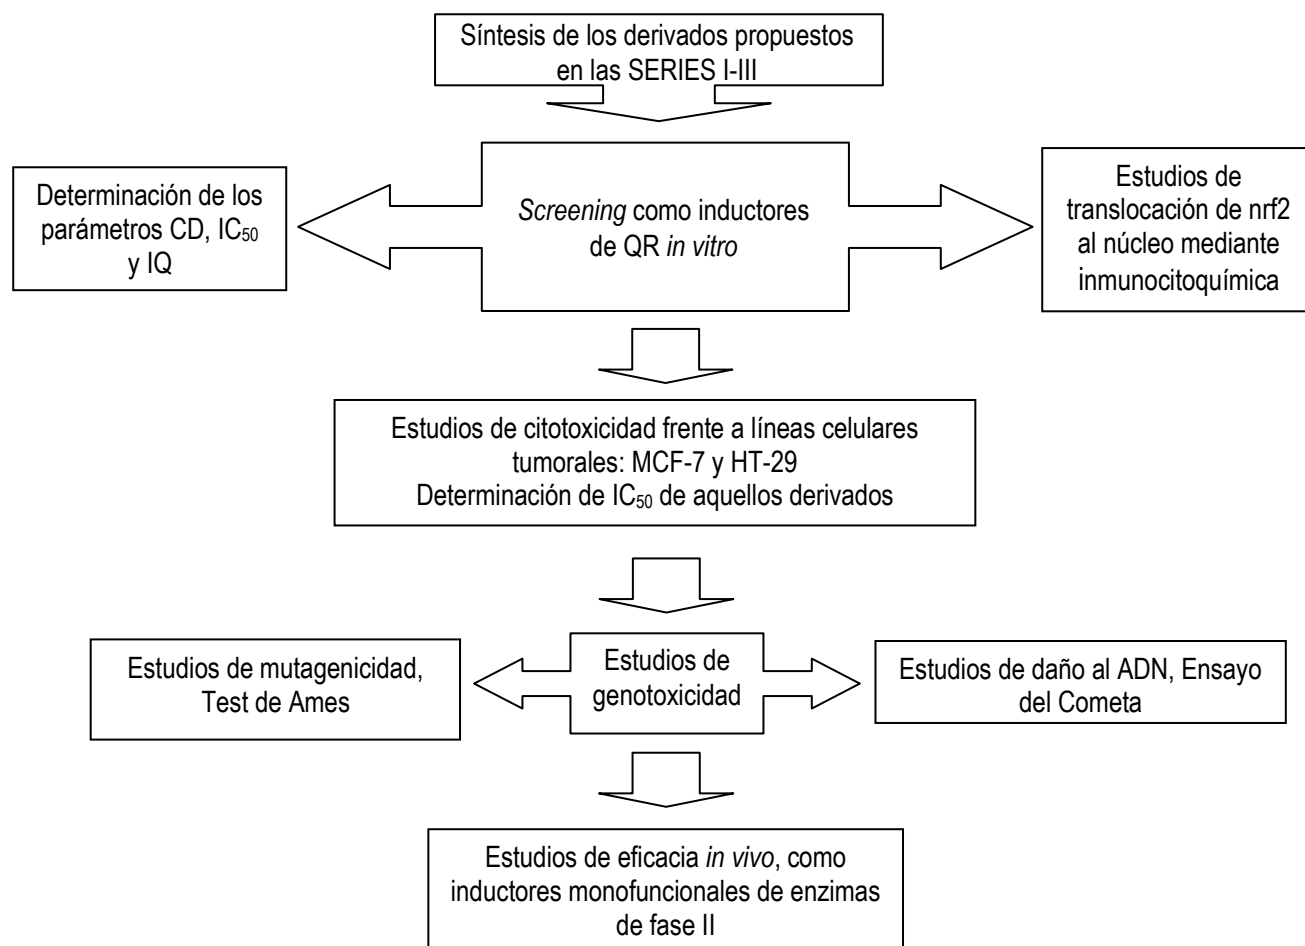 Síntesis de los derivados propuestos
en las SERIES I-III
Determinación de los
parámetros CD, IC₅₀
y IQ
Screening como inductores
de QR in vitro
Estudios de
translocación de nrf2
al núcleo mediante
inmunocitoquímica
Estudios de citotoxicidad frente a líneas celulares
tumorales: MCF-7 y HT-29
Determinación de IC₅₀ de aquellos derivados
Estudios de mutagenicidad,
Test de Ames
Estudios de
genotoxicidad
Estudios de daño al ADN, Ensayo
del Cometa
Estudios de eficacia in vivo, como
inductores monofuncionales de enzimas
de fase II